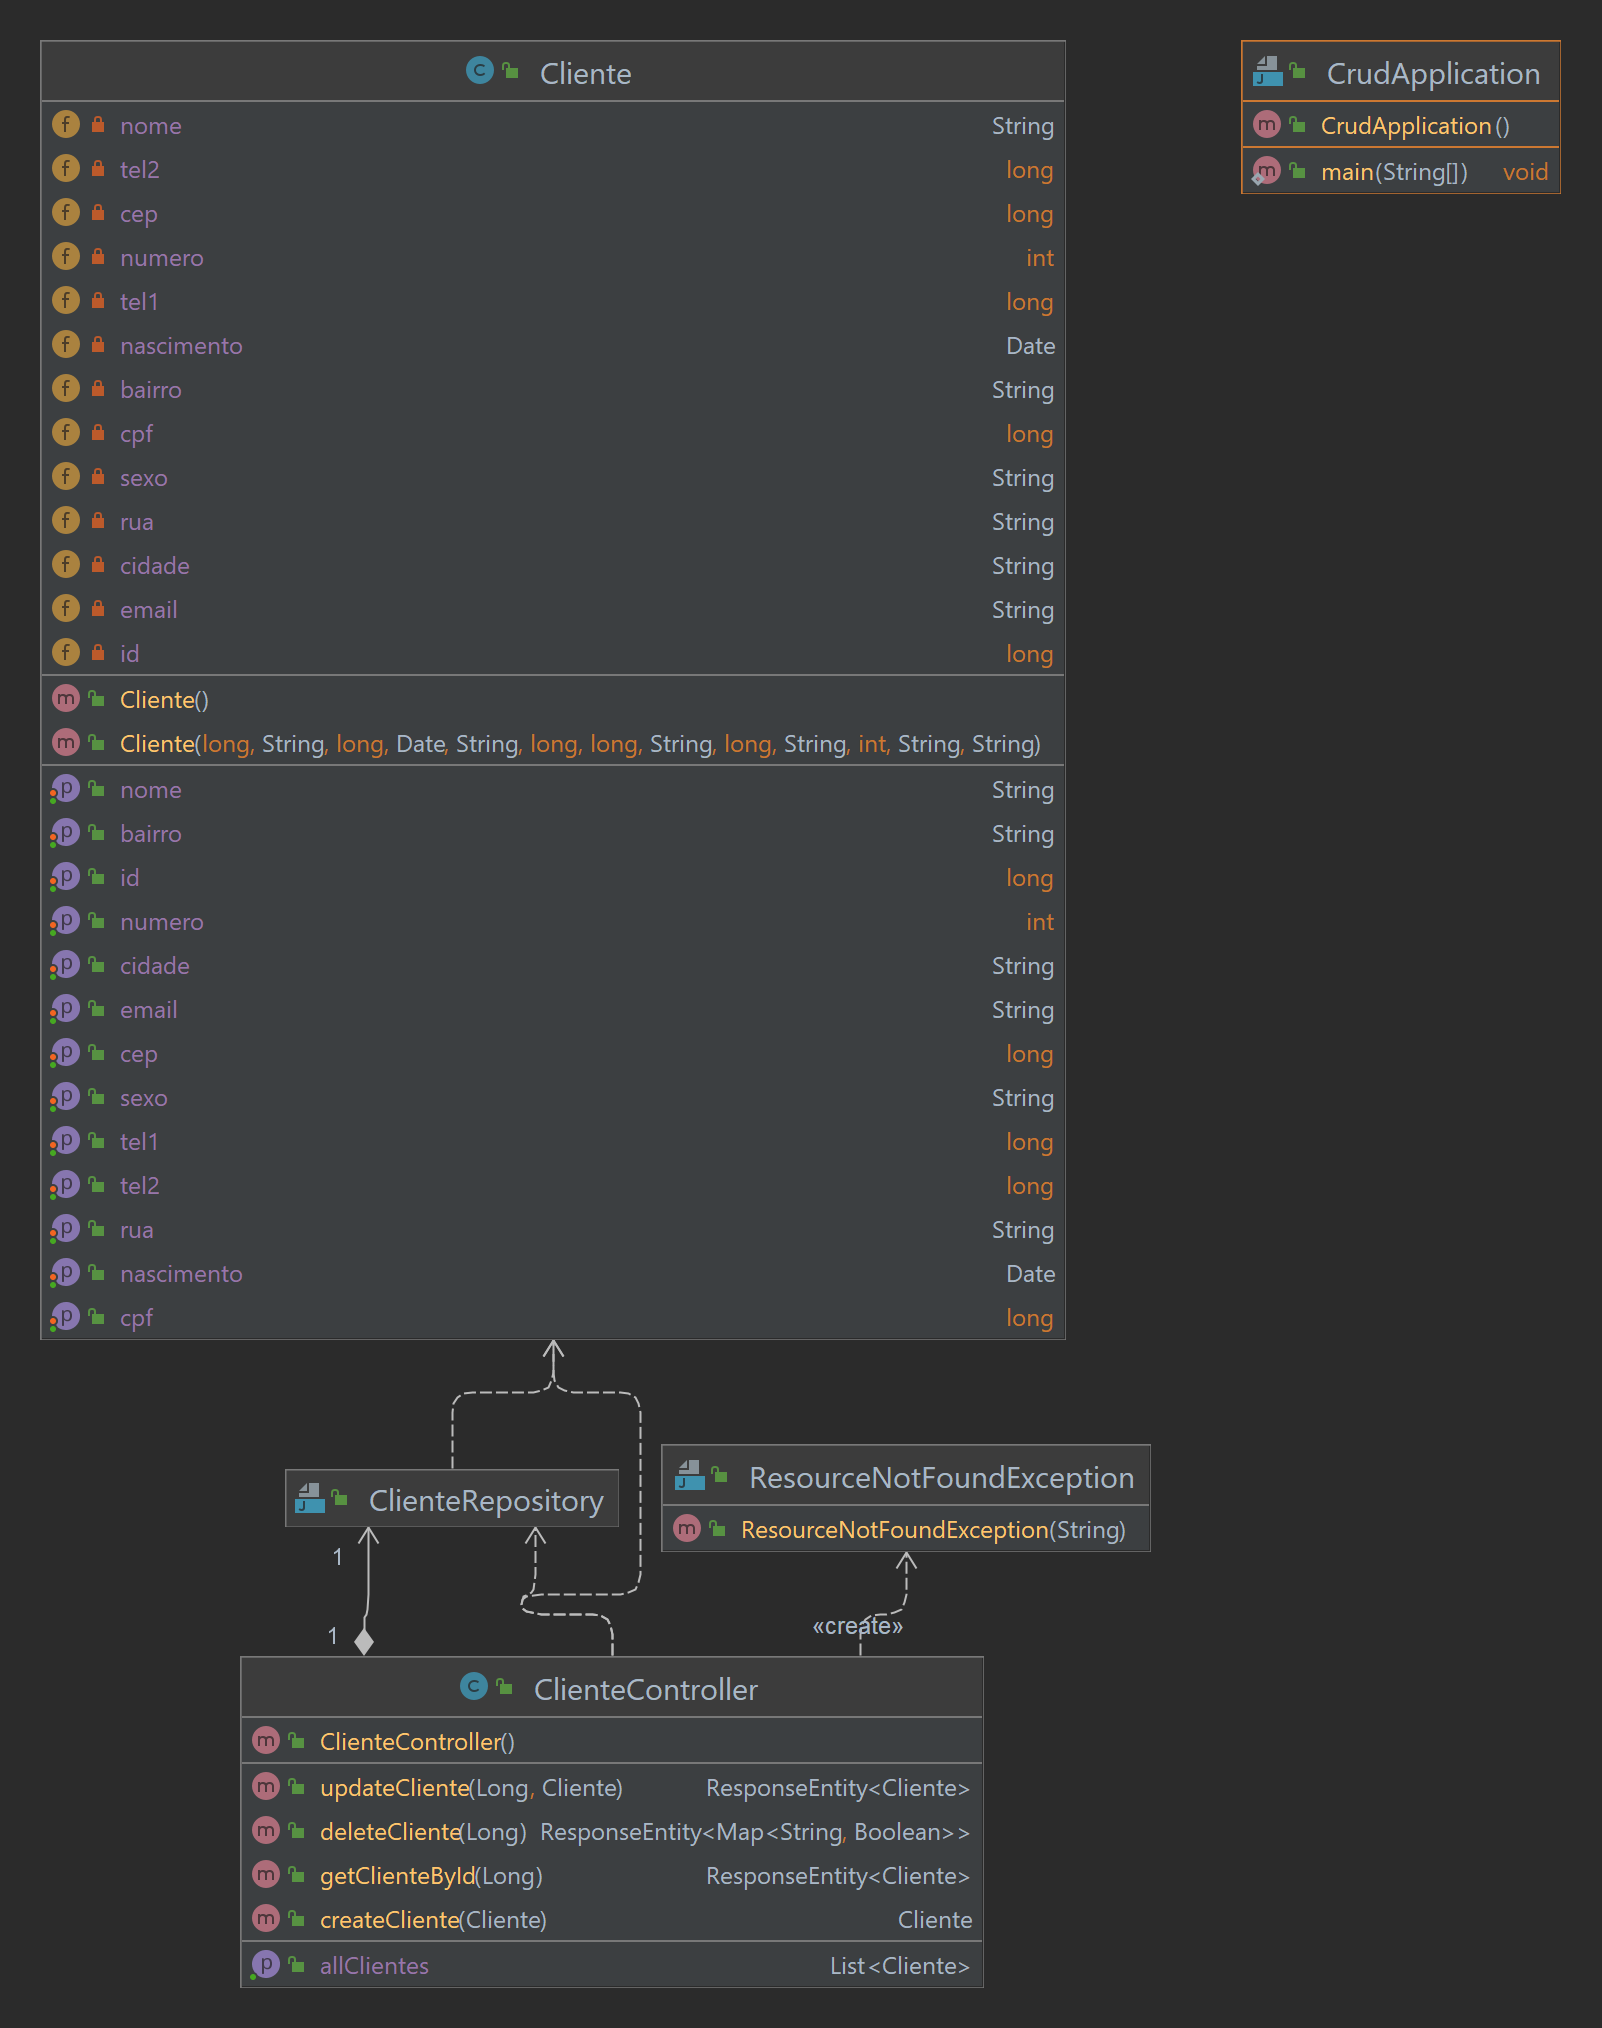 Cliente
nome String
tel2 long
cep long
numero int
tel1 long
nascimento Date
bairro String
cpf long
sexo String
rua String
cidade String
email String
id long
Cliente()
Cliente(long, String, long, Date, String, long, long, String, long, String, int, String, String)
nome String
bairro String
id long
numero int
cidade String
email String
cep long
sexo String
tel1 long
tel2 long
rua String
nascimento Date
cpf long
CrudApplication
CrudApplication()
main(String[]) void
ClienteRepository
ResourceNotFoundException
ResourceNotFoundException(String)
1
1
«create»
ClienteController
ClienteController()
updateCliente(Long, Cliente) ResponseEntity<Cliente>
deleteCliente(Long) ResponseEntity<Map<String, Boolean>>
getClienteById(Long) ResponseEntity<Cliente>
createCliente(Cliente) Cliente
allClientes List<Cliente>